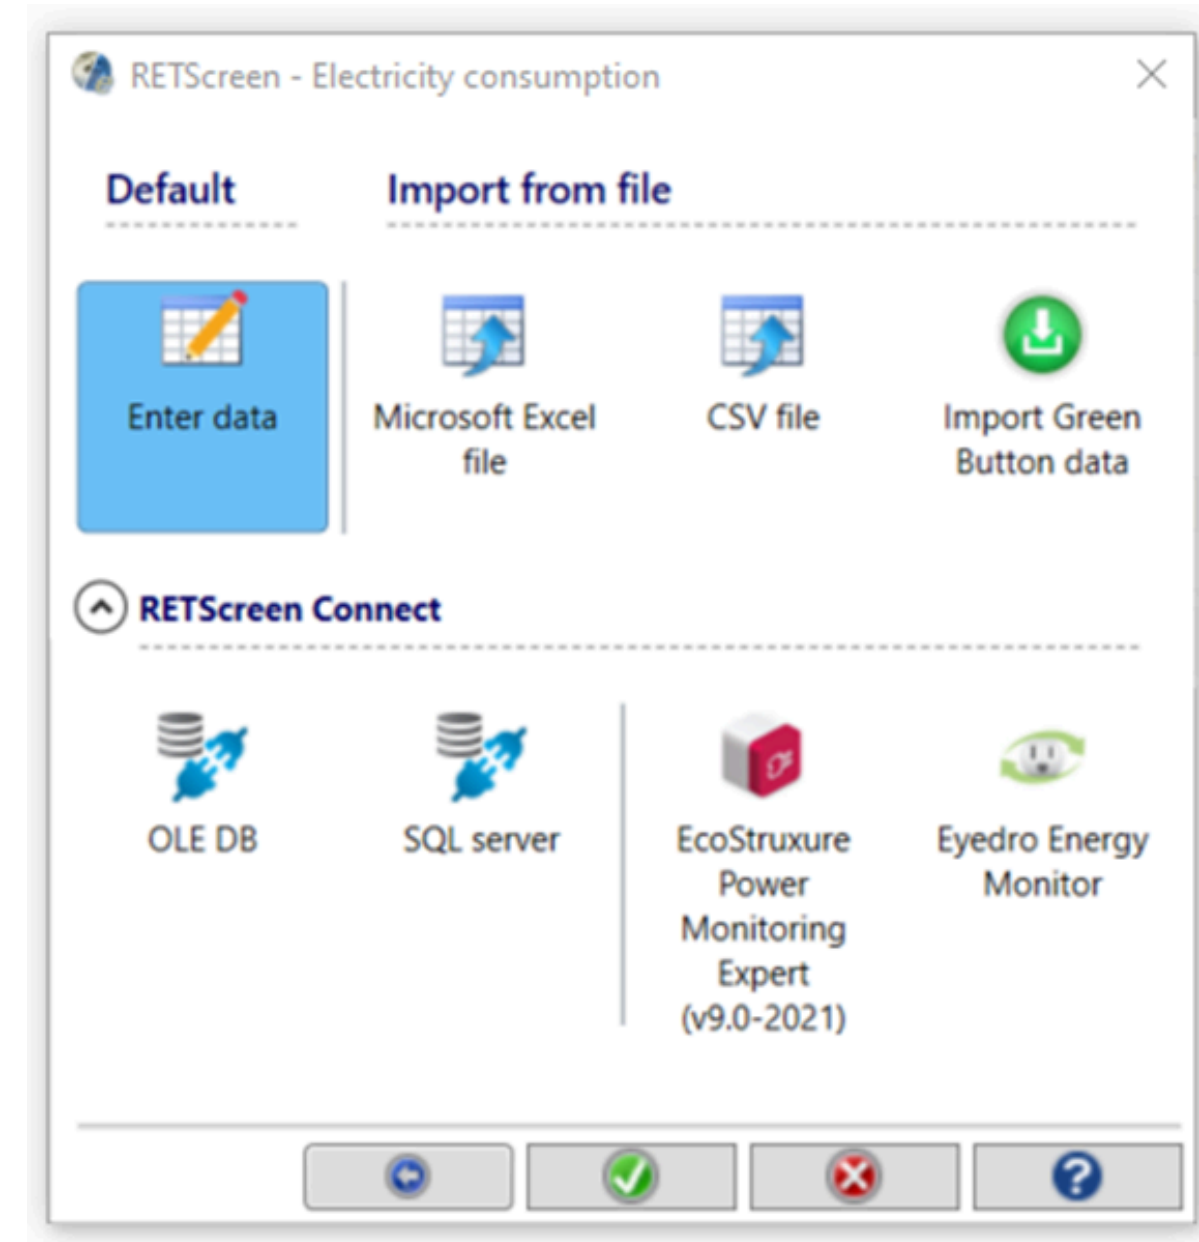 RETScreen - Electricity consumption
Default
Import from file
Enter data
Microsoft Excel
file
CSV file
Import Green
Button data
RETScreen Connect
OLE DB
SQL server
EcoStruxure
Power
Monitoring
Expert
(v9.0-2021)
Eyedro Energy
Monitor